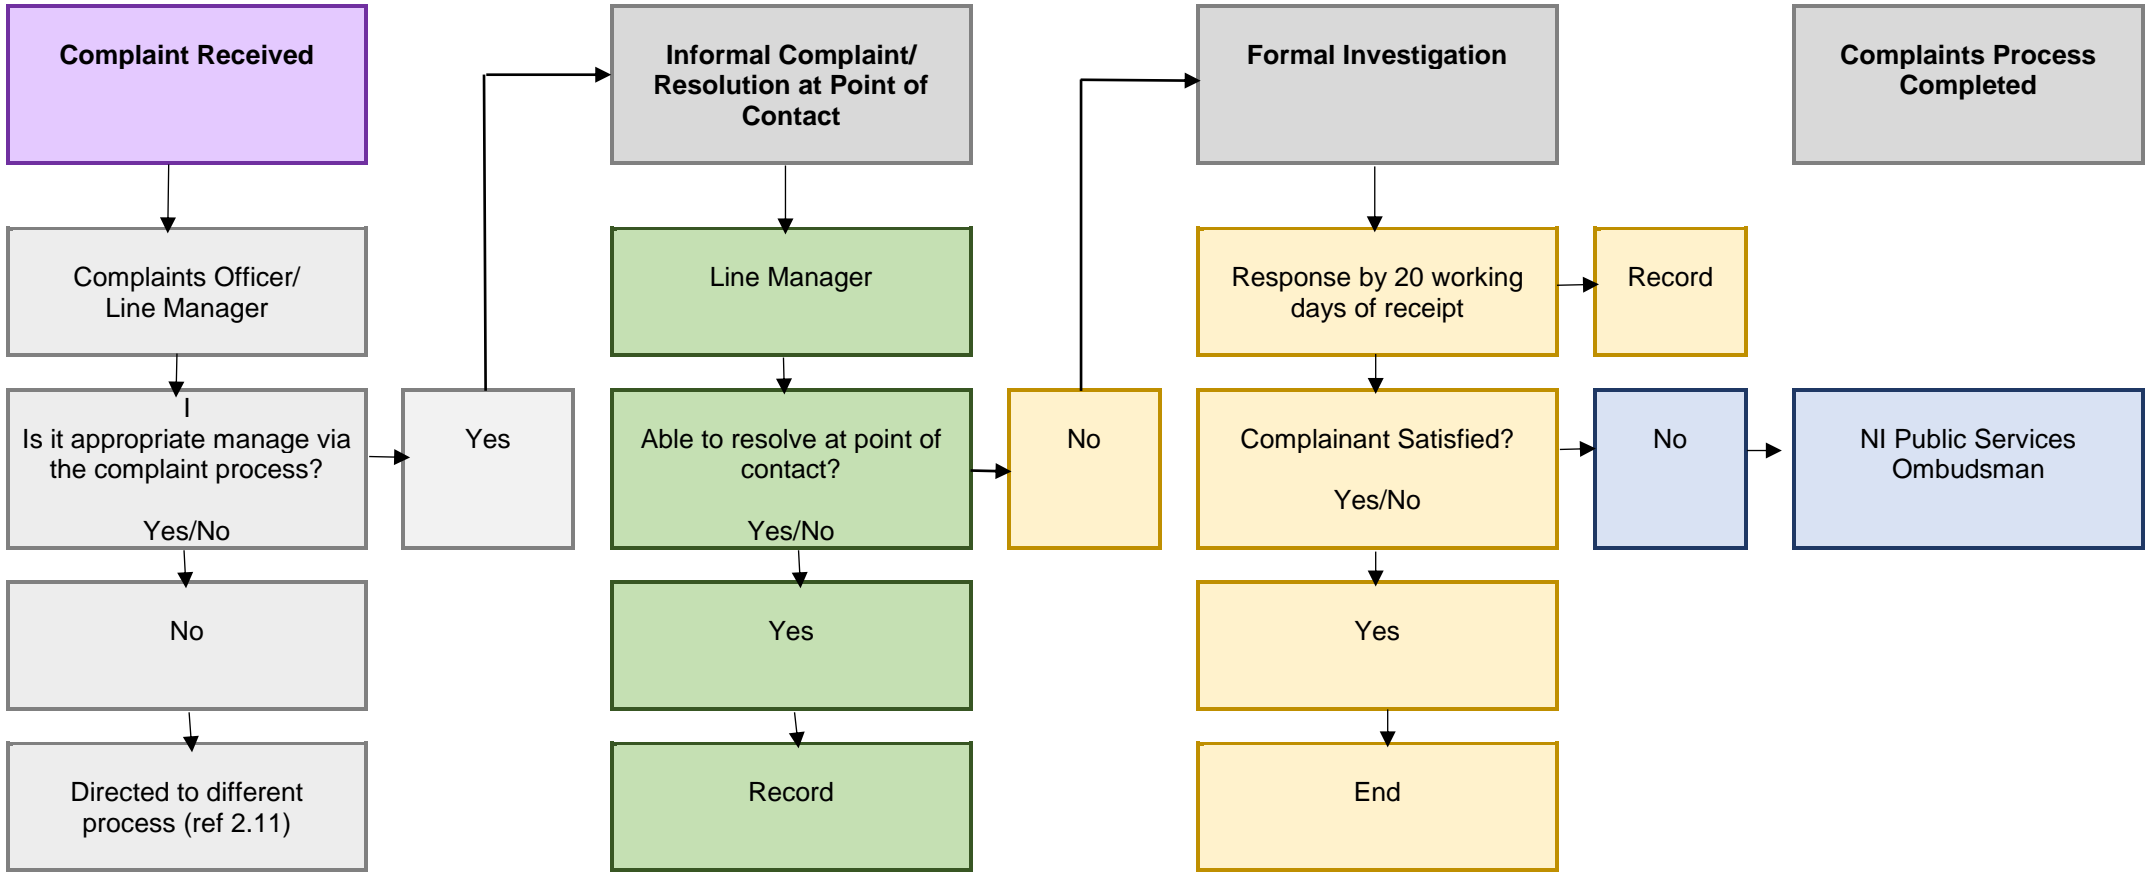 Complaint Received
Complaints Officer/
Line Manager
I
Is it appropriate manage via
the complaint process?
Yes/No
No
Directed to different
process (ref 2.11)
Yes
Informal Complaint/
Resolution at Point of
Contact
Line Manager
Able to resolve at point of
contact?
Yes/No
Yes
Record
No
Formal Investigation
Response by 20 working
days of receipt
Record
Complainant Satisfied?
Yes/No
Yes
End
No
Complaints Process
Completed
NI Public Services
Ombudsman